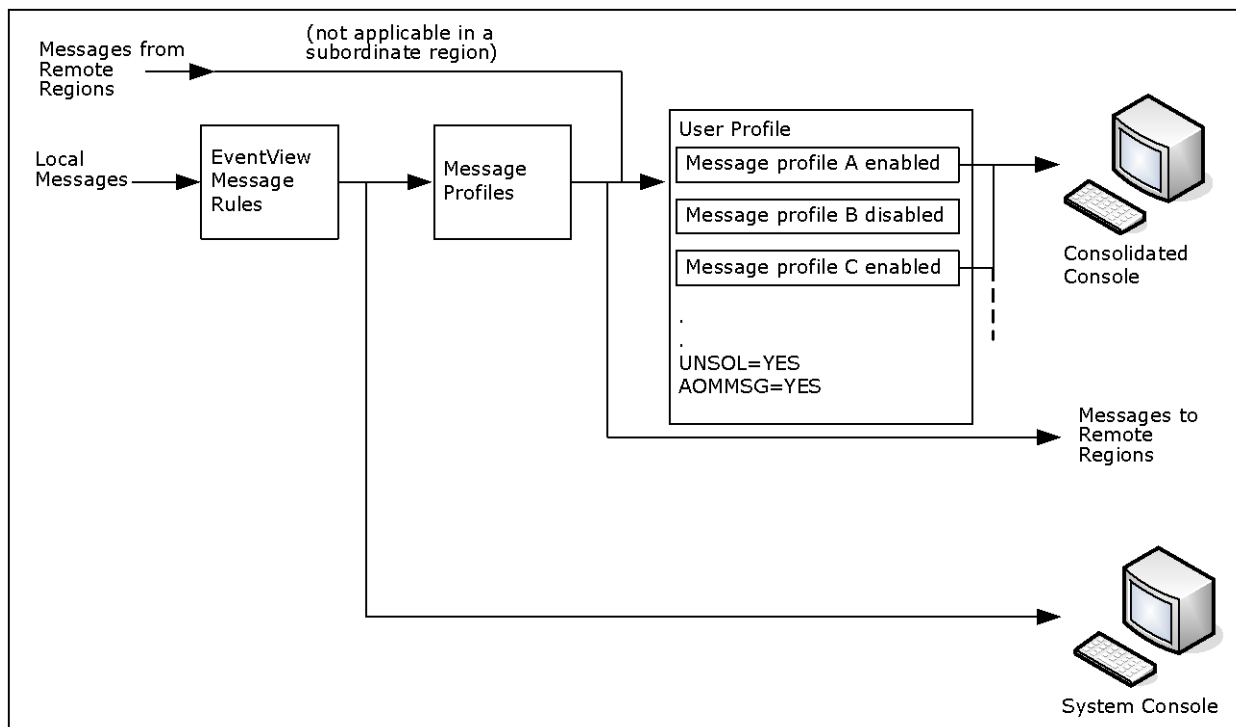 (not applicable in a
subordinate region)
Messages from
Remote
Regions
Local
Messages
EventView
Message
Rules
Message
Profiles
User Profile
Message profile A enabled
Message profile B disabled
Message profile C enabled
.
.
UNSOL=YES
AOMMSG=YES
Consolidated
Console
Messages to
Remote
Regions
System Console